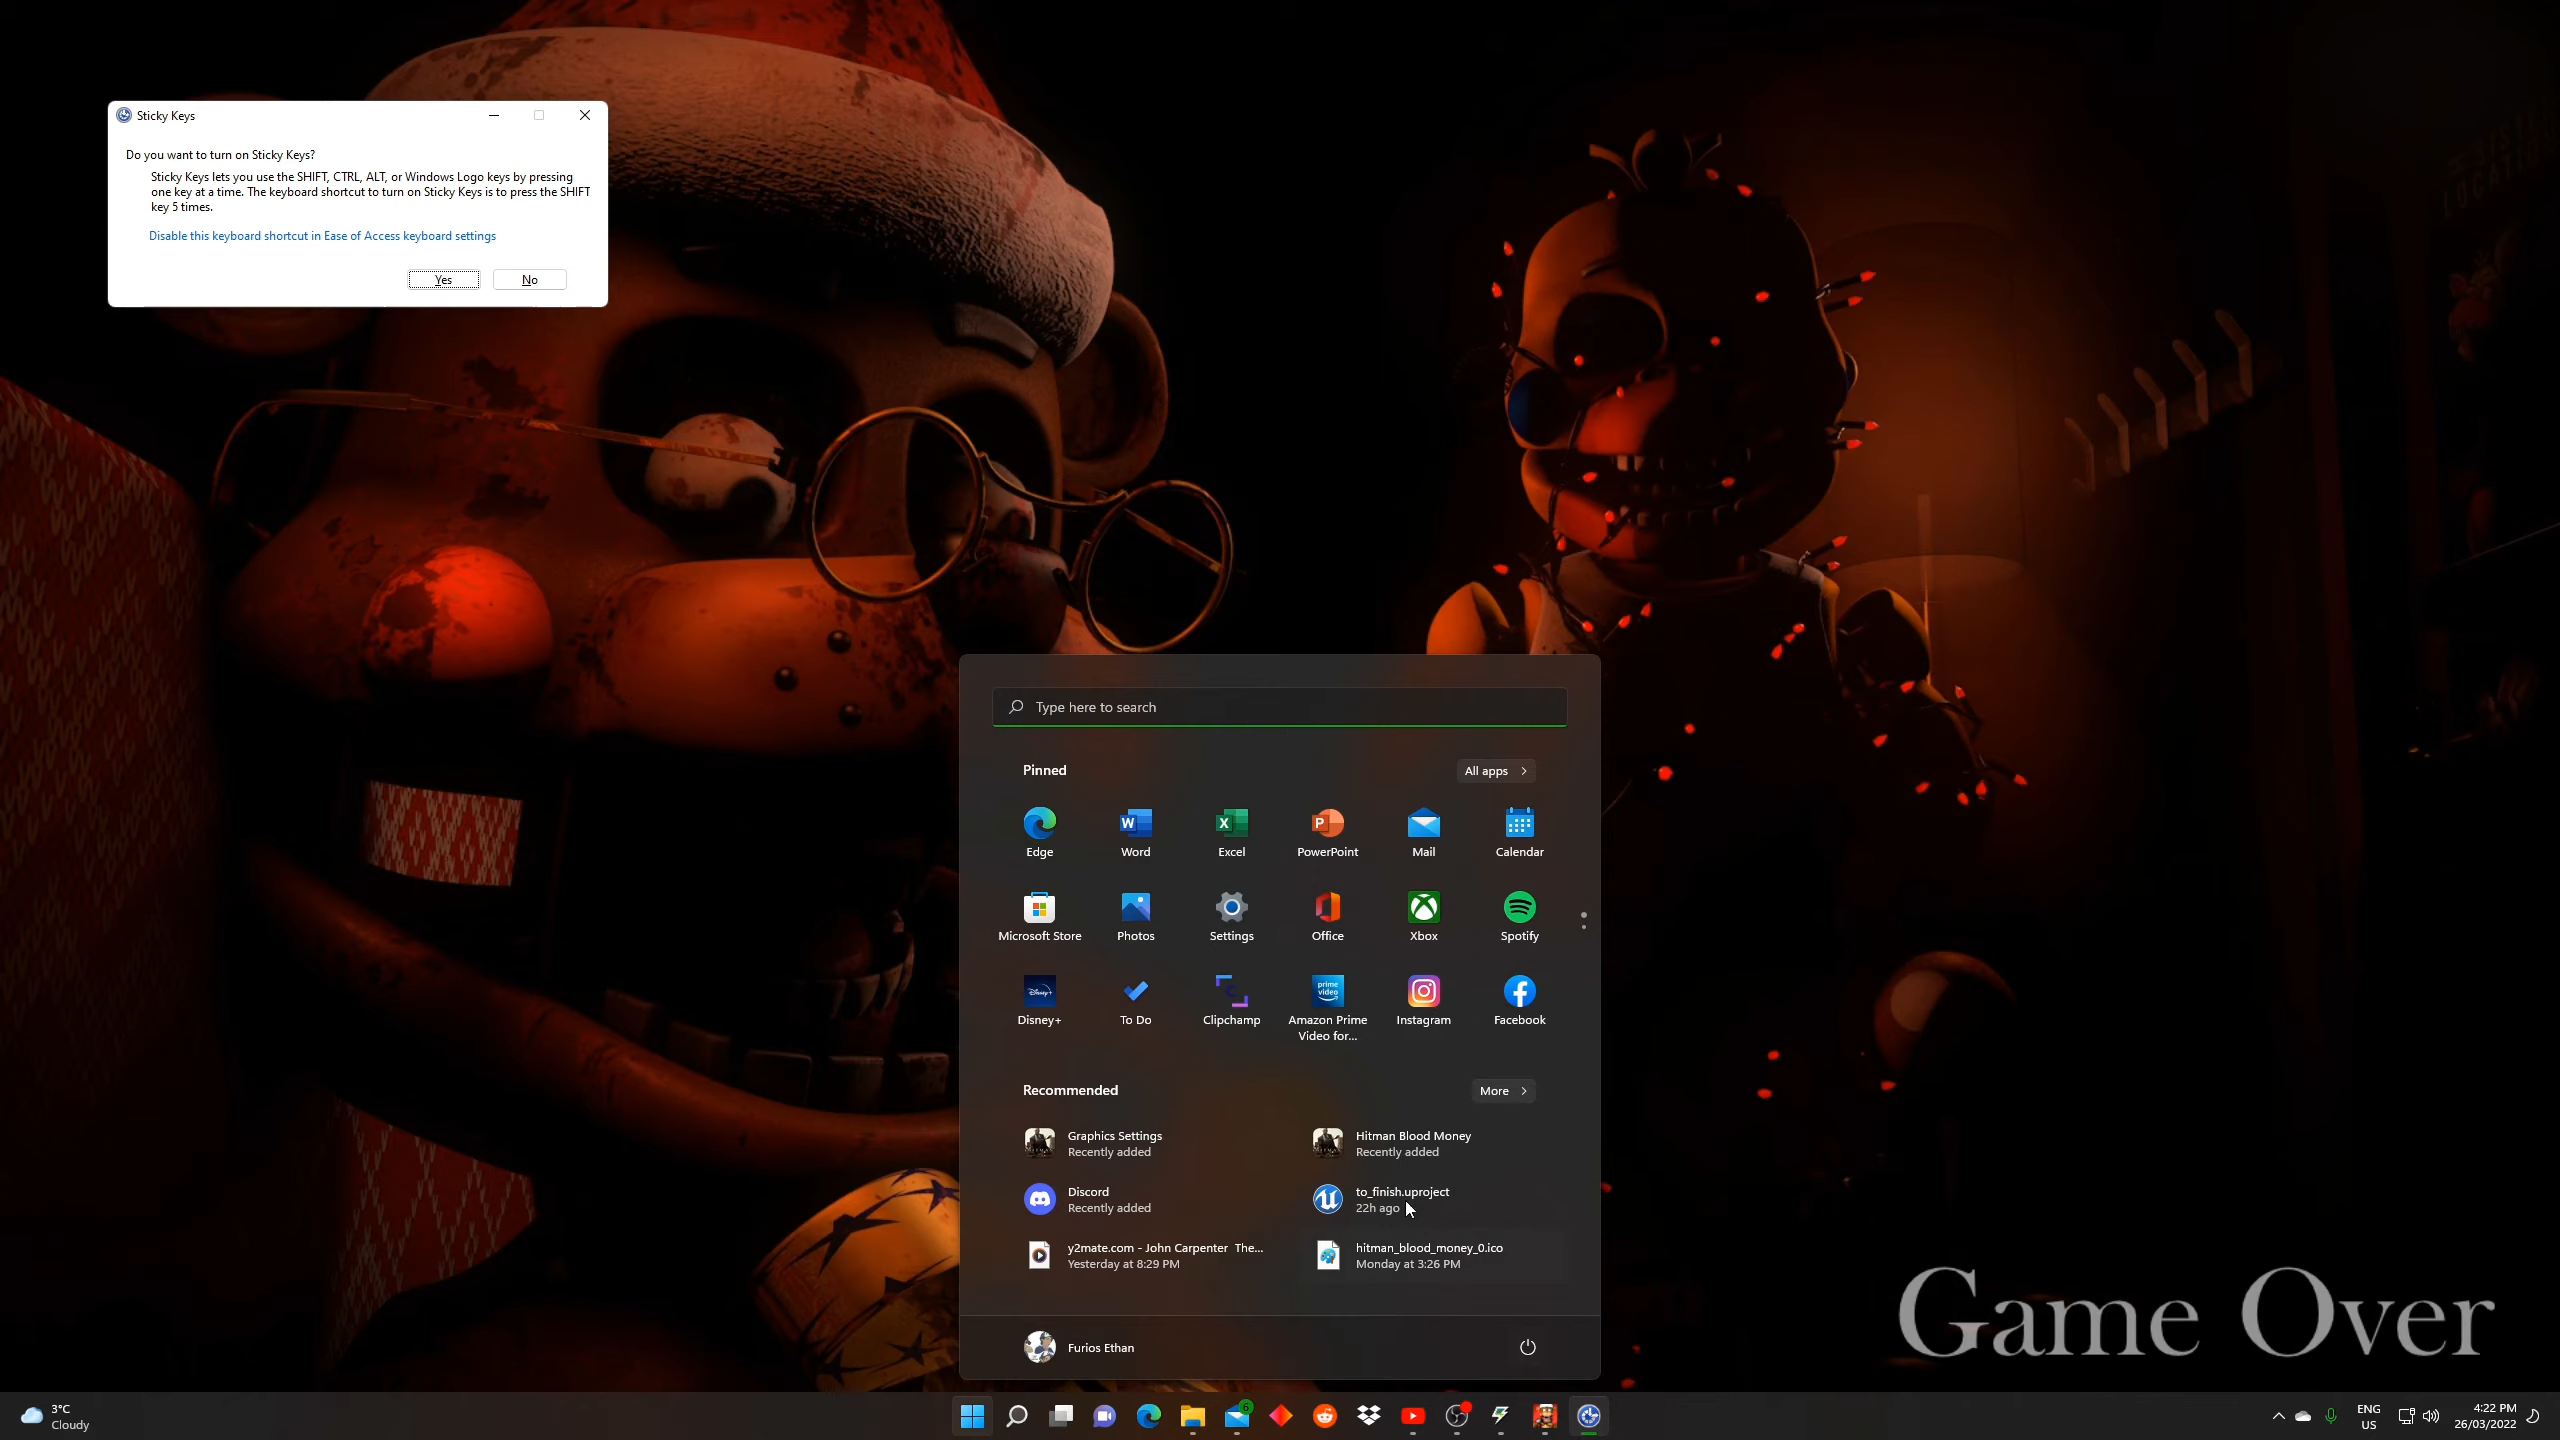 Sticky Keys
Do you want to turn on Sticky Keys?
Sticky Keys lets you use the SHIFT, CTRL, ALT, or Windows Logo keys by pressing
one key at a time. The keyboard shortcut to turn on Sticky Keys is to press the SHIFT
key 5 times.
Disable this keyboard shortcut in Ease of Access keyboard settings
Yes
No
Type here to search
Pinned
All apps
Edge
Word
Excel
PowerPoint
Mail
Calendar
Microsoft Store
Photos
Settings
Office
Xbox
Spotify
Disney+
To Do
Clipchamp
Amazon Prime
Video for...
Instagram
Facebook
Recommended
More
Graphics Settings
Recently added
Hitman Blood Money
Recently added
Discord
Recently added
to_finish.uproject
22h ago
y2mate.com - John Carpenter The...
Yesterday at 8:29 PM
hitman_blood_money_0.ico
Monday at 3:26 PM
Furios Ethan
Game Over
3°C
Cloudy
6
ENG
US
4:22 PM
26/03/2022